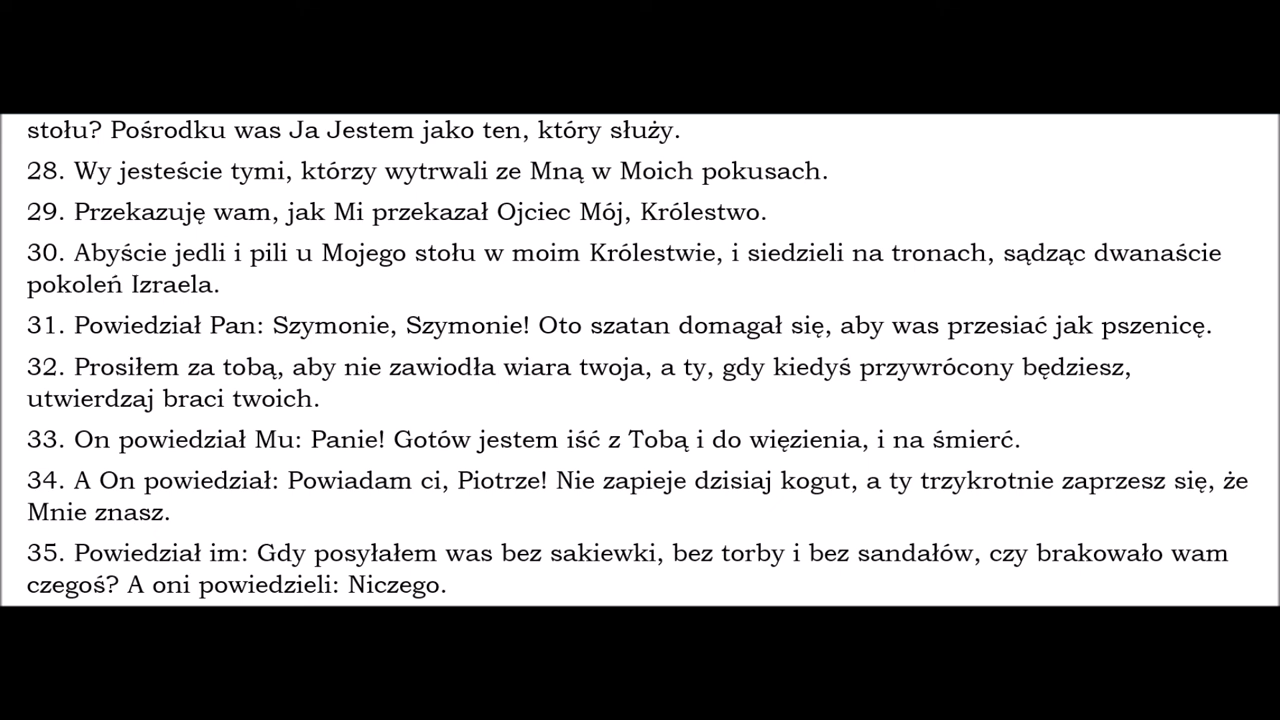 stołu? Pośrodku was Ja Jestem jako ten, który służy.
28. Wy jesteście tymi, którzy wytrwali ze Mną w Moich pokusach.
29. Przekazuję wam, jak Mi przekazał Ojciec Mój, Królestwo.
30. Abyście jedli i pili u Mojego stołu w moim Królestwie, i siedzieli na tronach, sądząc dwanaście
pokoleń Izraela.
31. Powiedział Pan: Szymonie, Szymonie! Oto szatan domagał się, aby was przesiać jak pszenicę.
32. Prosiłem za tobą, aby nie zawiodła wiara twoja, a ty, gdy kiedyś przywrócony będziesz,
utwierdzaj braci twoich.
33. On powiedział Mu: Panie! Gotów jestem iść z Tobą i do więzienia, i na śmierć.
34. A On powiedział: Powiadam ci, Piotrze! Nie zapieje dzisiaj kogut, a ty trzykrotnie zaprzesz się, że
Mnie znasz.
35. Powiedział im: Gdy posyłałem was bez sakiewki, bez torby i bez sandałów, czy brakowało wam
czegoś? A oni powiedzieli: Niczego.